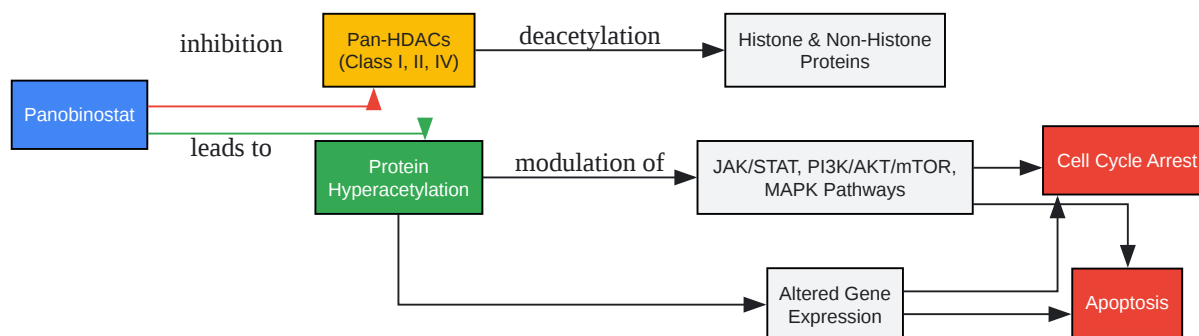 inhibition
Pan-HDACs
(Class I, II, IV)
deacetylation
Histone & Non-Histone
Proteins
Panobinostat
leads to
Protein
Hyperacetylation
modulation of
JAK/STAT, PI3K/AKT/mTOR,
MAPK Pathways
Cell Cycle Arrest
Altered Gene
Expression
Apoptosis